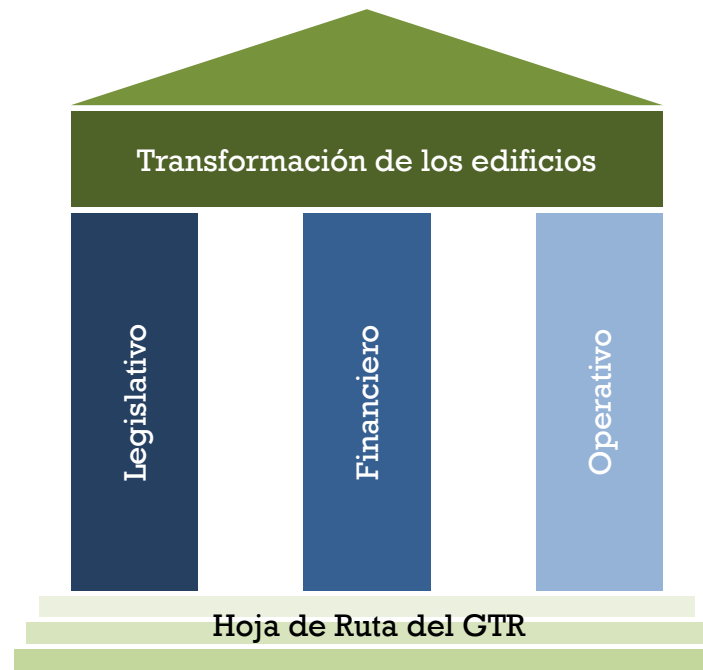 Transformación de los edificios
Legislativo
Financiero
Operativo
Hoja de Ruta del GTR